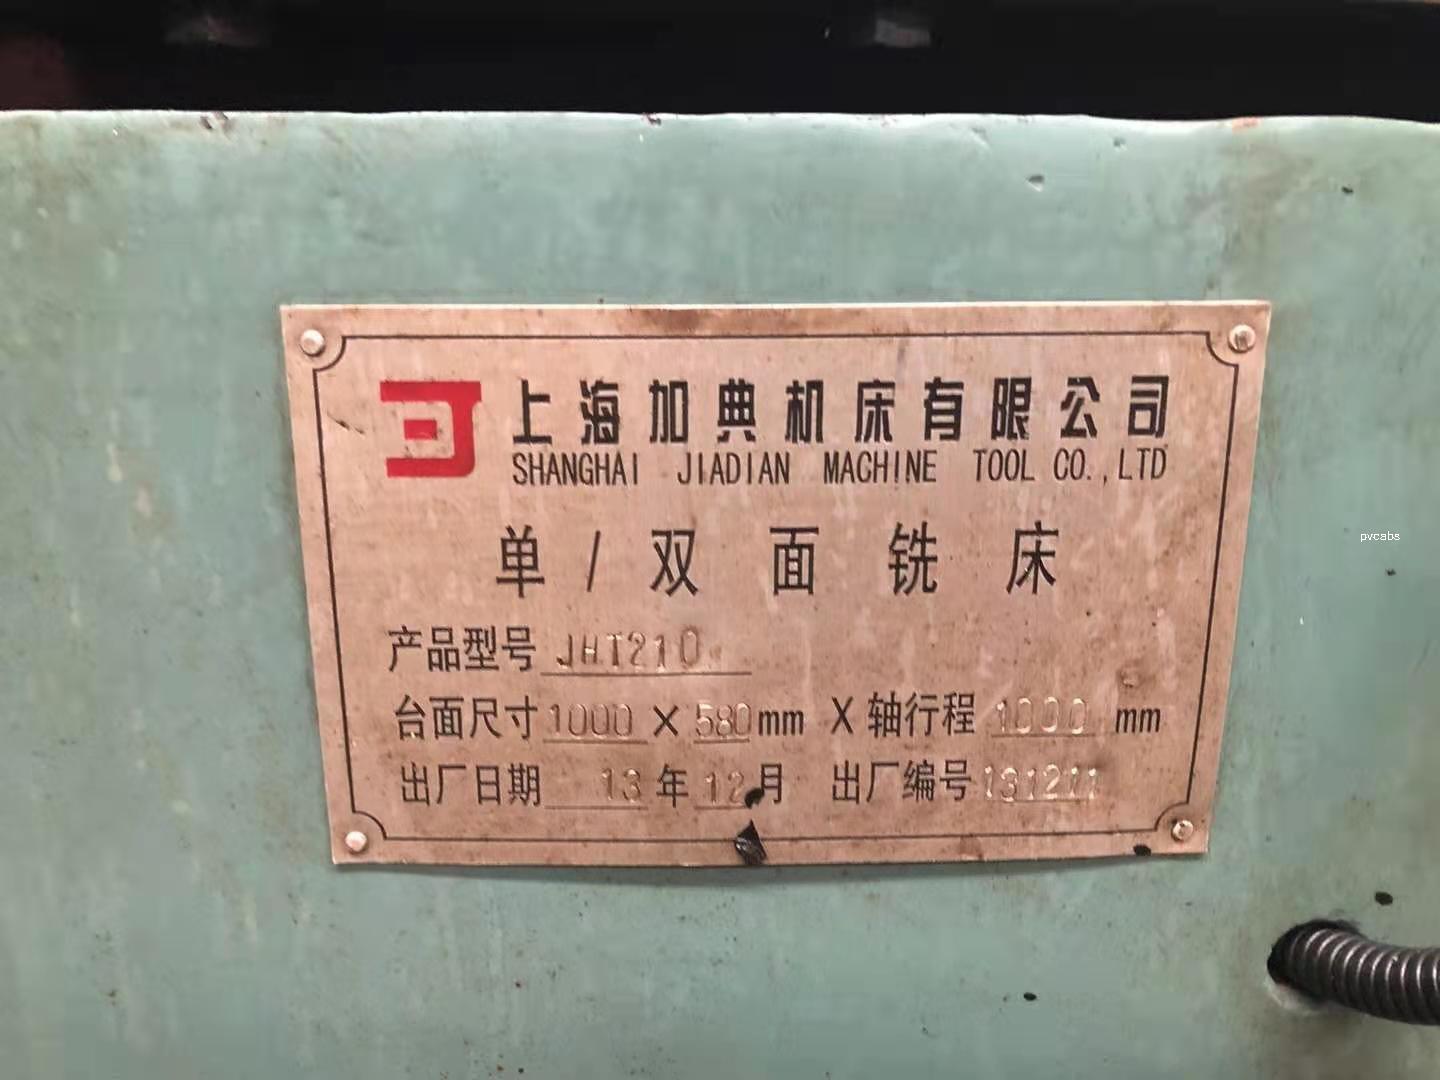 上海加典机床有限公司
SHANGHAI JIADIAN MACHINE TOOL CO.,LTD
单/双面铣床
产品型号 JHT210
台面尺寸 1000 × 580 mm X轴行程 1000 mm
出厂日期 13 年 12 月 出厂编号 131211
pvcabs